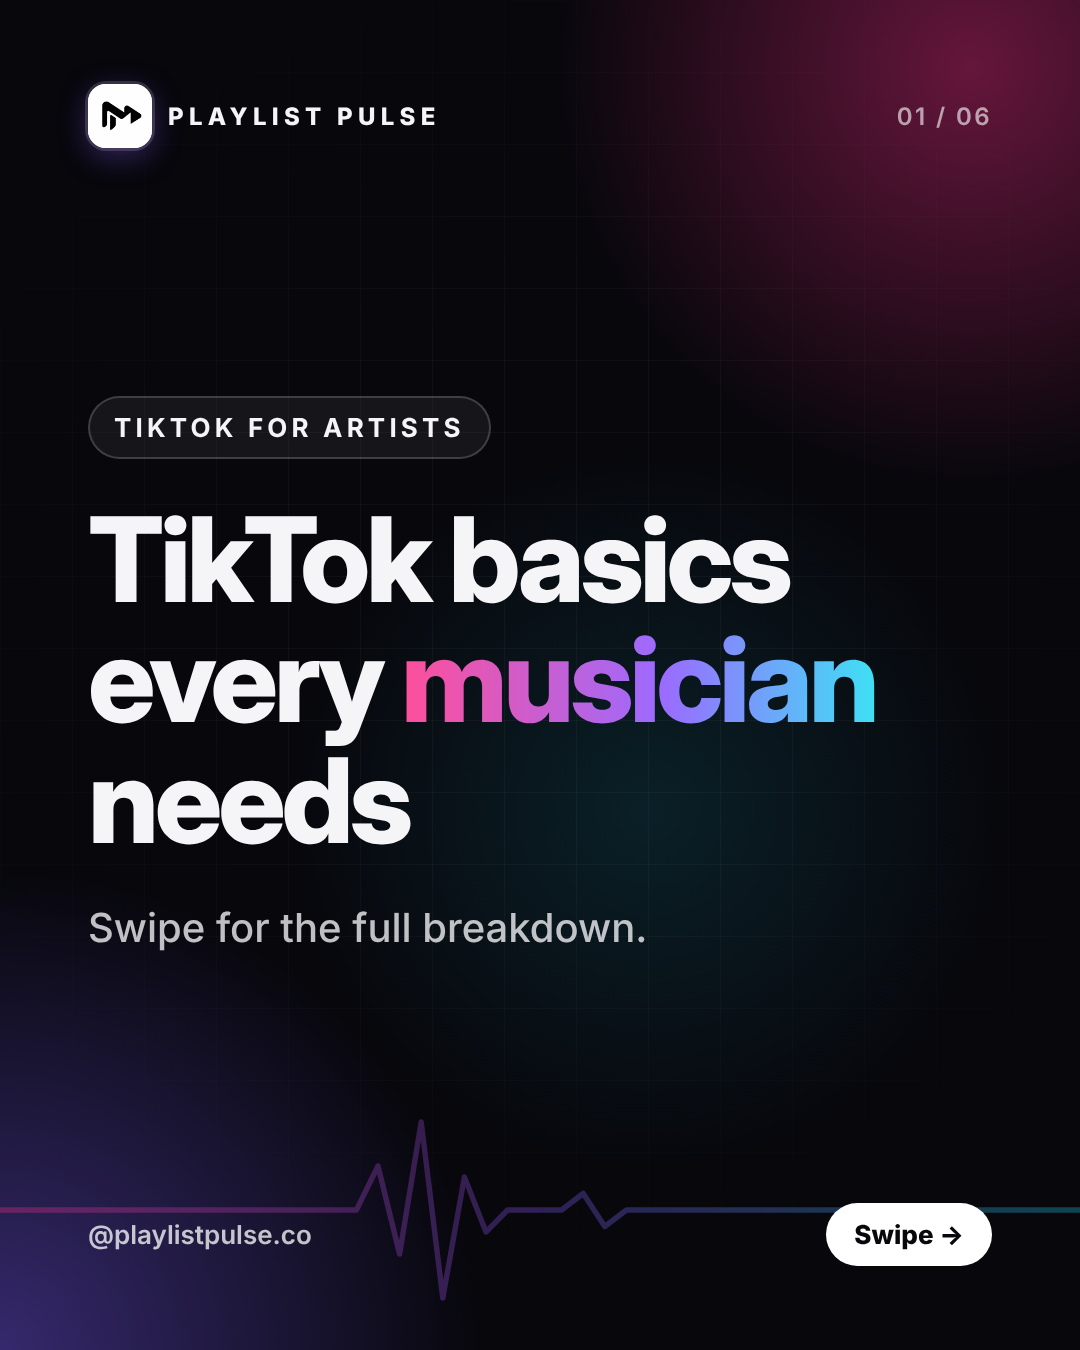 PLAYLIST PULSE
01 / 06
TIKTOK FOR ARTISTS
TikTok basics
every musician
needs
Swipe for the full breakdown.
@playlistpulse.co
Swipe →